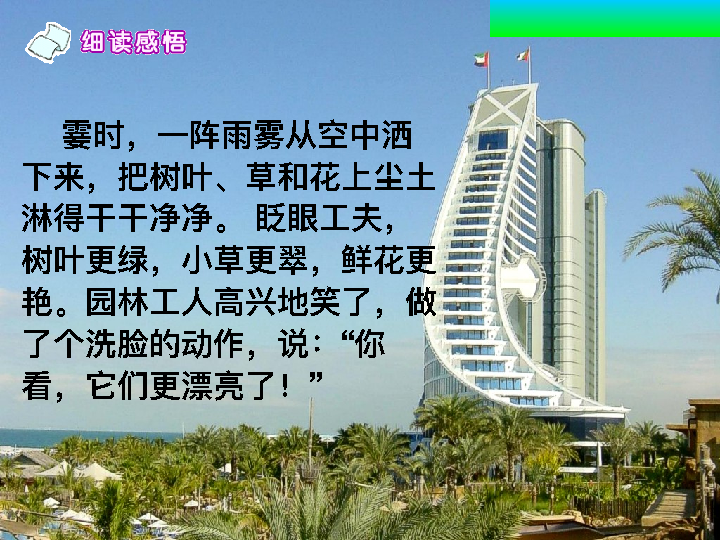 细读感悟
霎时，一阵雨雾从空中洒
下来，把树叶、草和花上尘土
淋得干干净净。 眨眼工夫，
树叶更绿，小草更翠，鲜花更
艳。园林工人高兴地笑了，做
了个洗脸的动作，说：“你
看，它们更漂亮了！”